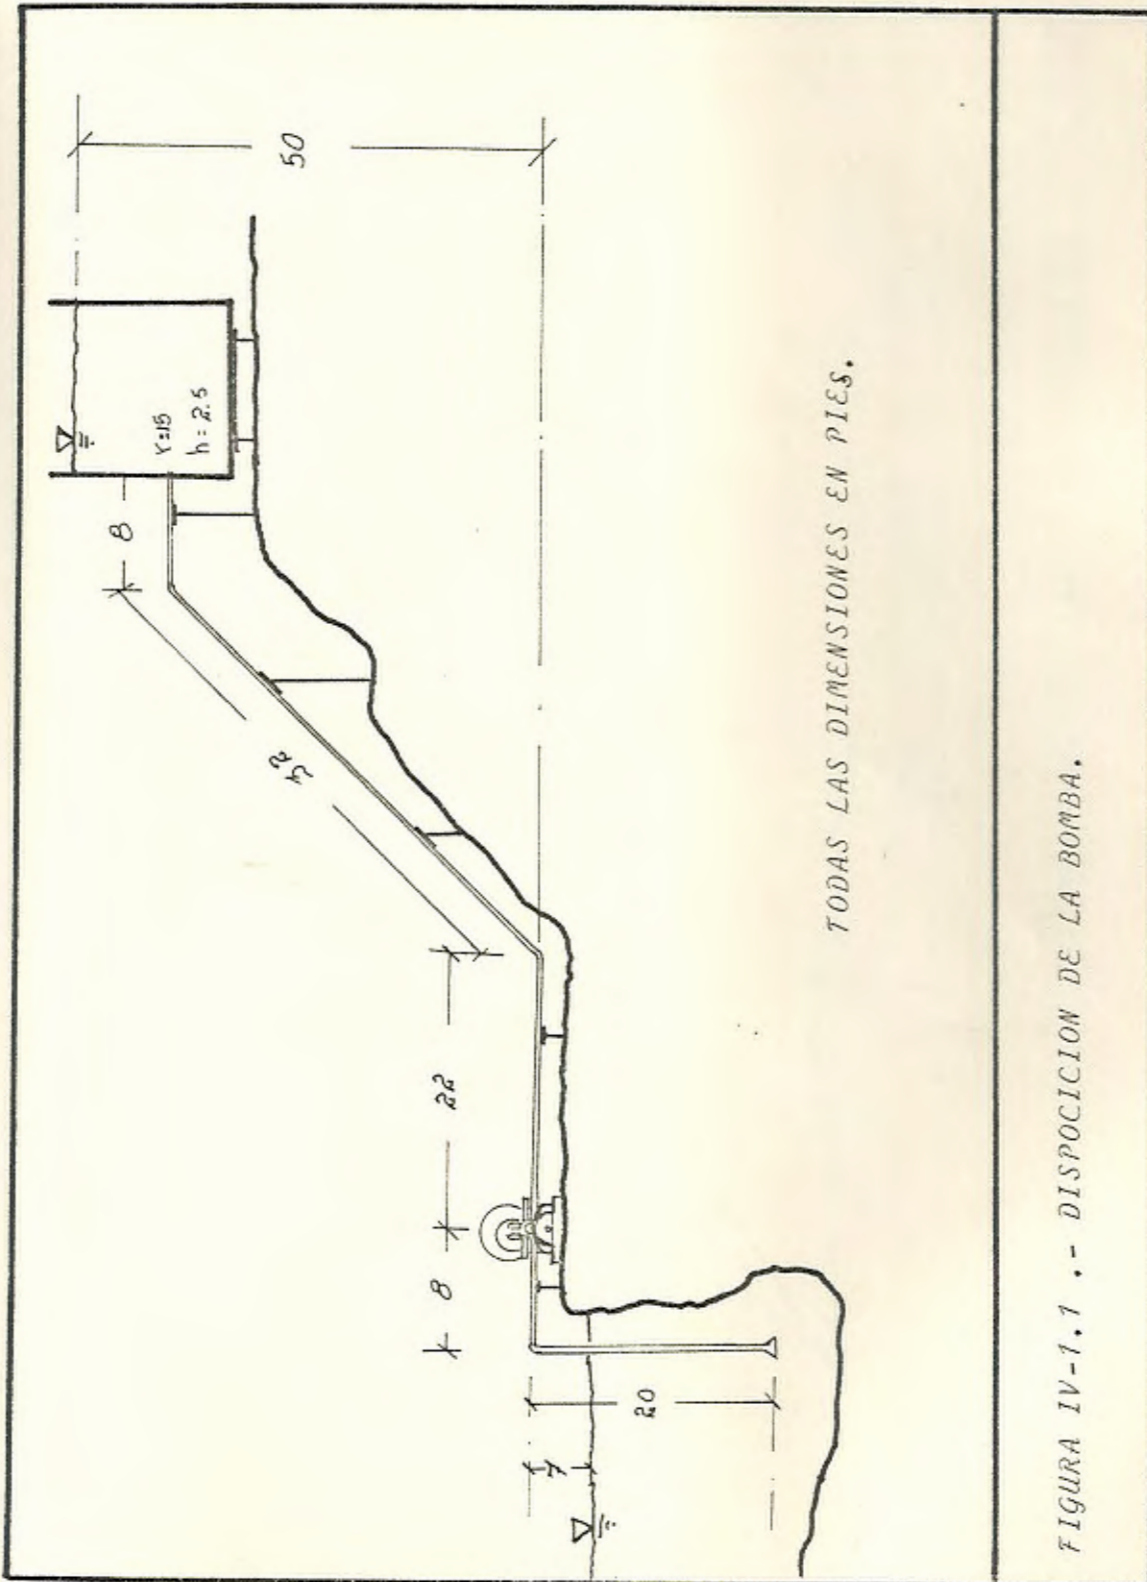 50
r=15
h=2.5
8
52
22
8
7
20
TODAS LAS DIMENSIONES EN PIES.
FIGURA IV-1.1 .- DISPOCICION DE LA BOMBA.